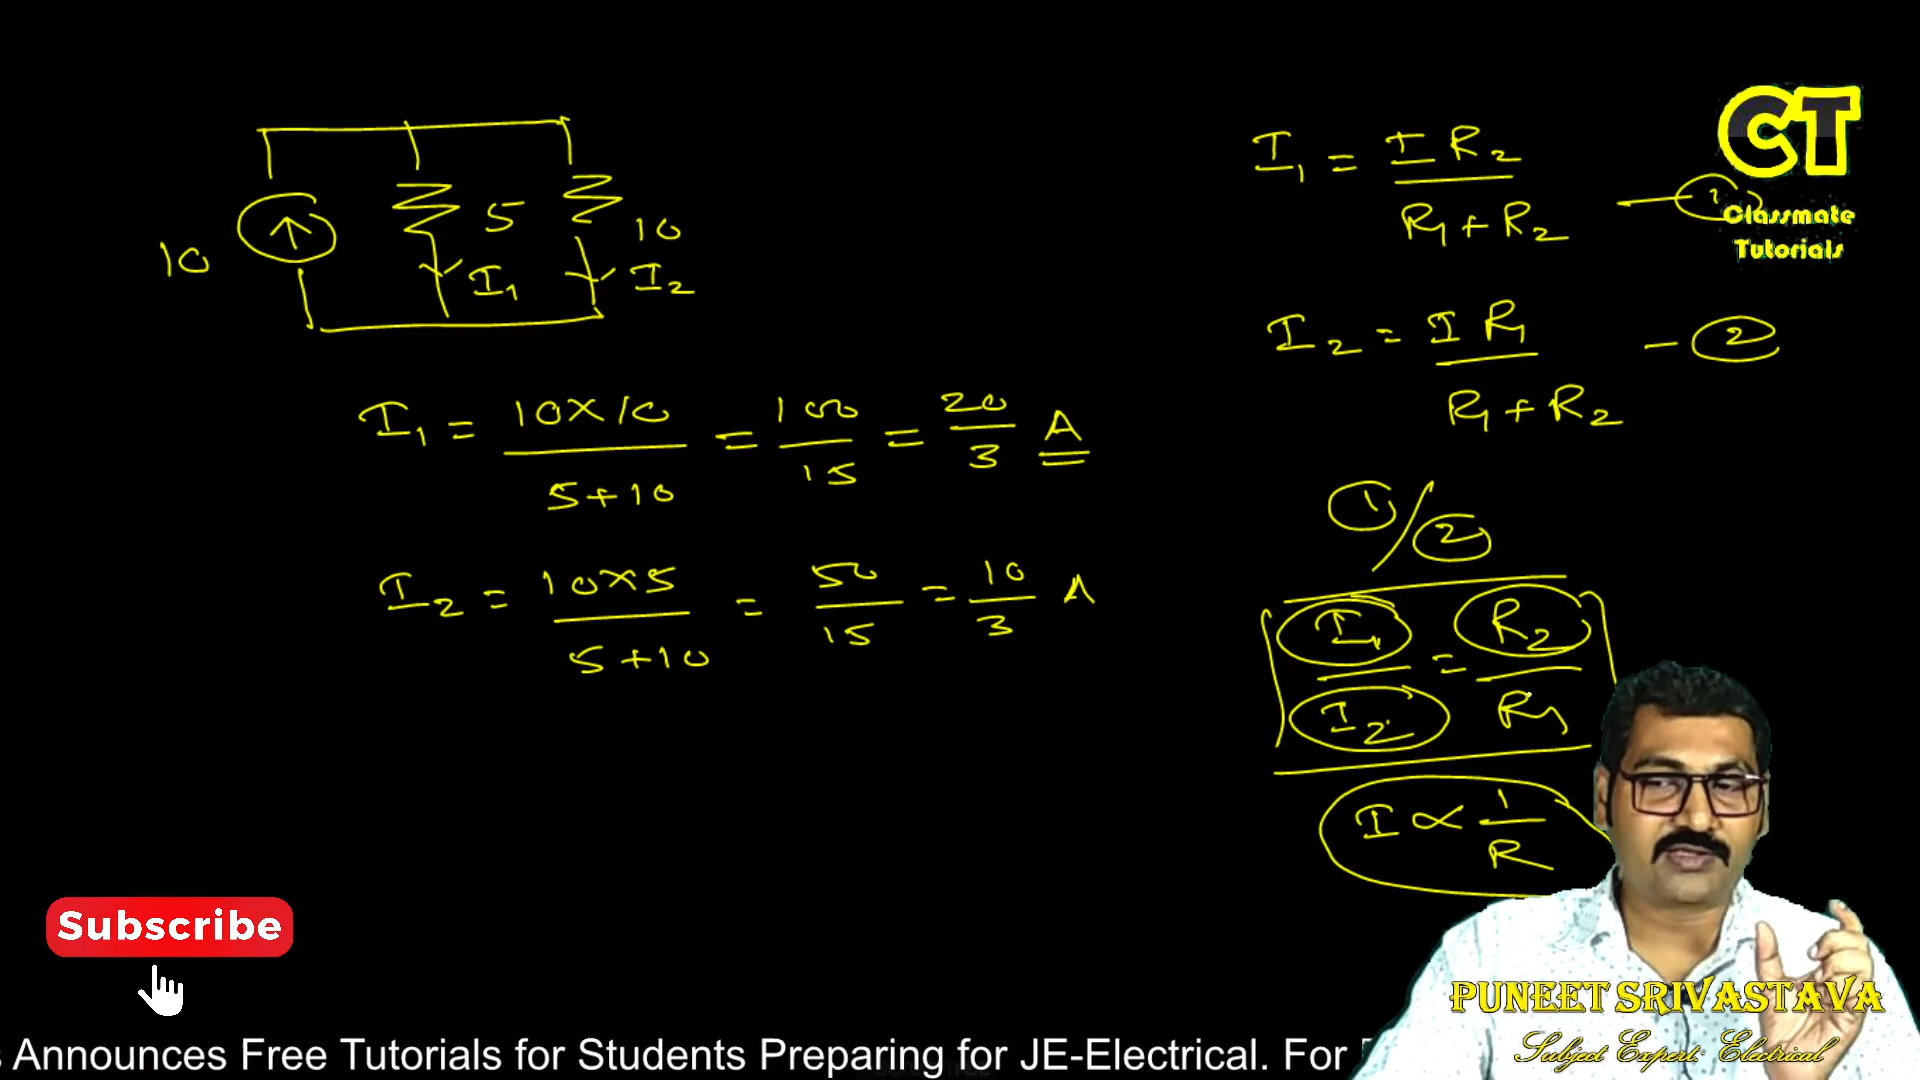 10
5
I₁
10
I₂
I₁ = (10×10)/(5+10) = 100/15 = 20/3 A
I₂ = (10×5)/(5+10) = 50/15 = 10/3 A
I₁ = (I R₂)/(R₁+R₂) — ①
I₂ = (I R₁)/(R₁+R₂) — ②
①/②
I₁/I₂ = R₂/R₁
I ∝ 1/R
CT
Classmate
Tutorials
Subscribe
PUNEET SRIVASTAVA
Subject Expert: Electrical
s Announces Free Tutorials for Students Preparing for JE-Electrical. For